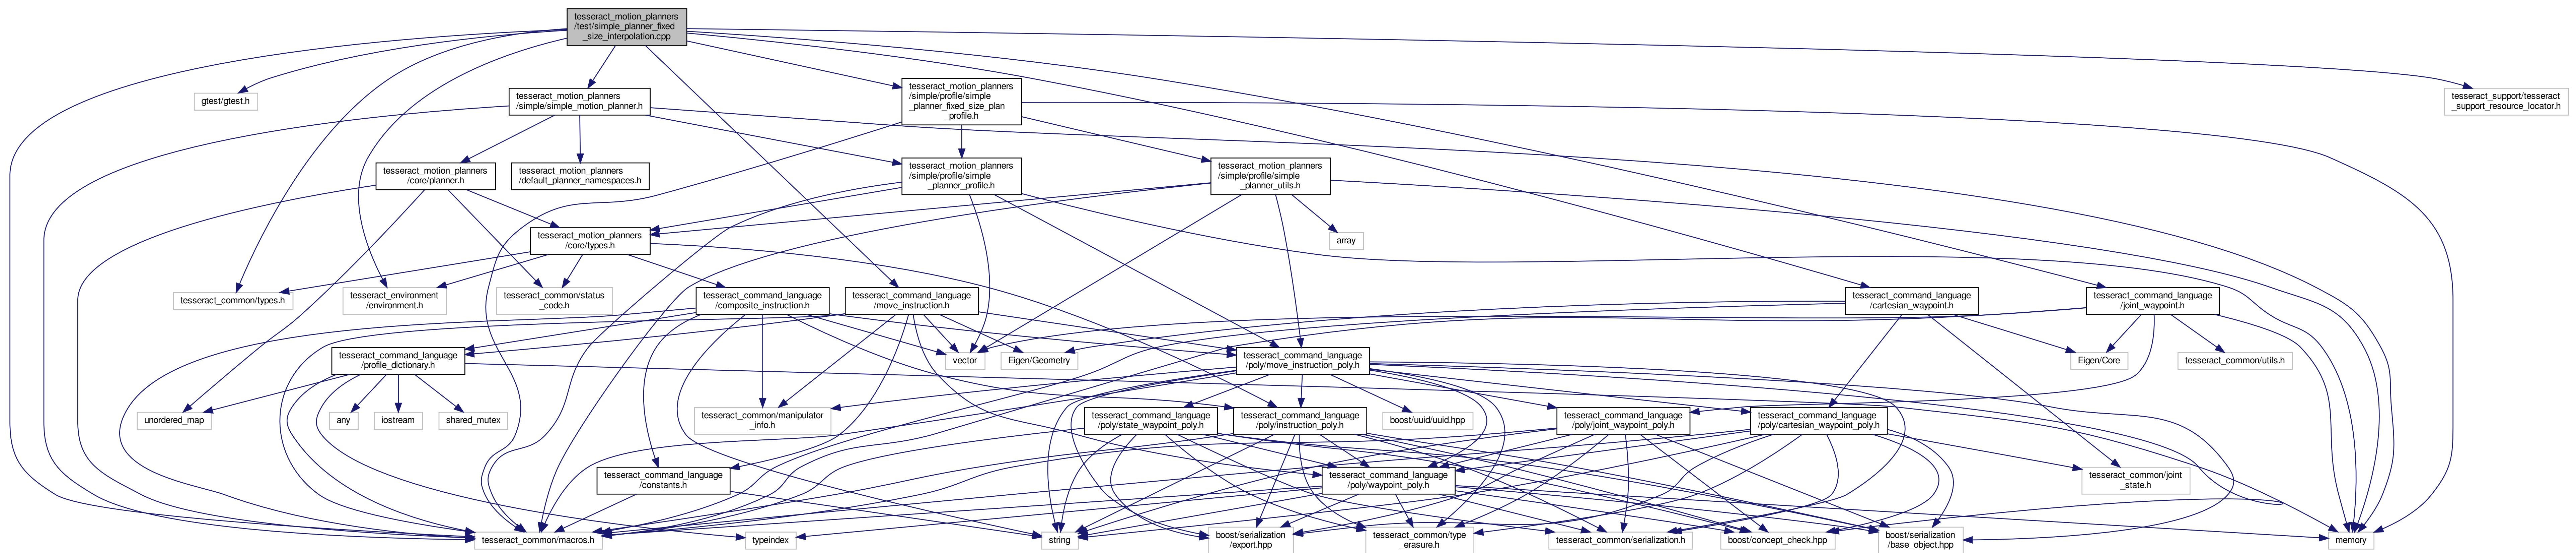 tesseract_motion_planners
/test/simple_planner_fixed
_size_interpolation.cpp
gtest/gtest.h
tesseract_motion_planners
/simple/simple_motion_planner.h
tesseract_motion_planners
/simple/profile/simple
_planner_fixed_size_plan
_profile.h
tesseract_support/tesseract
_support_resource_locator.h
tesseract_motion_planners
/core/planner.h
tesseract_motion_planners
/default_planner_namespaces.h
tesseract_motion_planners
/simple/profile/simple
_planner_profile.h
tesseract_motion_planners
/simple/profile/simple
_planner_utils.h
tesseract_motion_planners
/core/types.h
array
tesseract_common/types.h
tesseract_environment
/environment.h
tesseract_common/status
_code.h
tesseract_command_language
/composite_instruction.h
tesseract_command_language
/move_instruction.h
tesseract_command_language
/cartesian_waypoint.h
tesseract_command_language
/joint_waypoint.h
tesseract_command_language
/profile_dictionary.h
vector
Eigen/Geometry
tesseract_command_language
/poly/move_instruction_poly.h
Eigen/Core
tesseract_common/utils.h
unordered_map
any
iostream
shared_mutex
tesseract_common/manipulator
_info.h
tesseract_command_language
/poly/state_waypoint_poly.h
tesseract_command_language
/poly/instruction_poly.h
boost/uuid/uuid.hpp
tesseract_command_language
/poly/joint_waypoint_poly.h
tesseract_command_language
/poly/cartesian_waypoint_poly.h
tesseract_command_language
/constants.h
tesseract_command_language
/poly/waypoint_poly.h
tesseract_common/joint
_state.h
tesseract_common/macros.h
typeindex
string
boost/serialization
/export.hpp
tesseract_common/type
_erasure.h
tesseract_common/serialization.h
boost/concept_check.hpp
boost/serialization
/base_object.hpp
memory